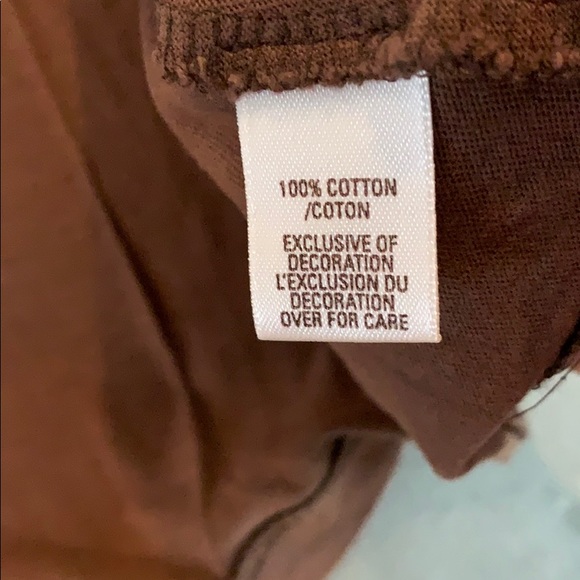 100% COTTON
/COTON
EXCLUSIVE OF
DECORATION
L'EXCLUSION DU
DECORATION
OVER FOR CARE